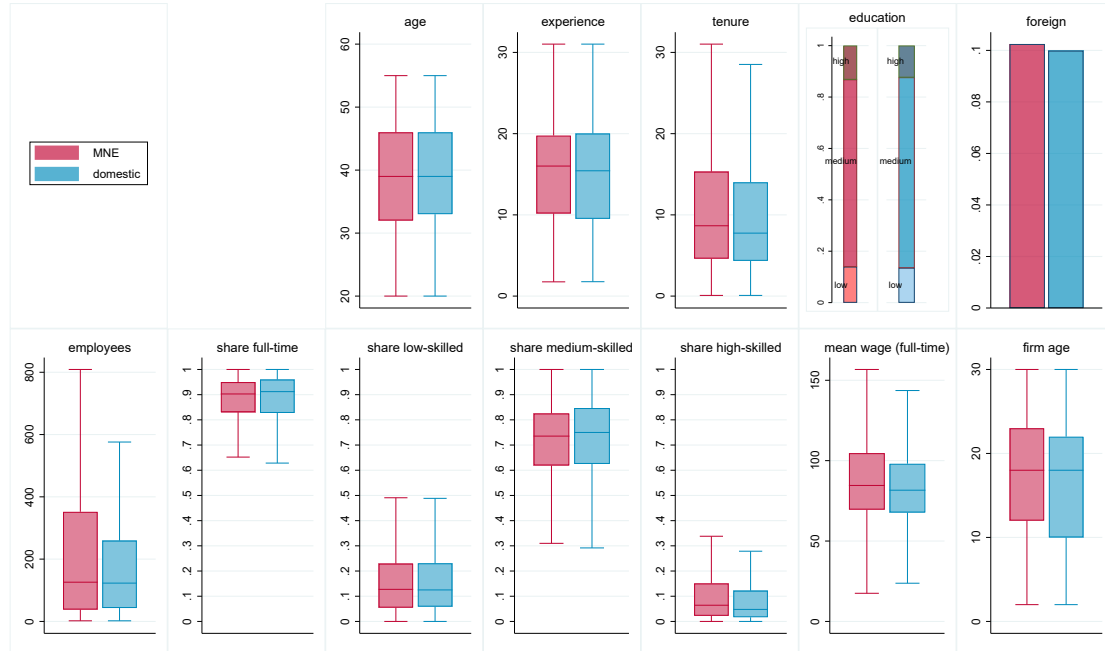 MNE
domestic
age
20 30 40 50 60
experience
0 10 20 30
tenure
0 10 20 30
education
0 .2 .4 .6 .8 1
high
medium
low
high
medium
low
foreign
0 .02 .04 .06 .08 .1
employees
0 200 400 600 800
share full-time
0 .1 .2 .3 .4 .5 .6 .7 .8 .9 1
share low-skilled
0 .1 .2 .3 .4 .5 .6 .7 .8 .9 1
share medium-skilled
0 .1 .2 .3 .4 .5 .6 .7 .8 .9 1
share high-skilled
0 .1 .2 .3 .4 .5 .6 .7 .8 .9 1
mean wage (full-time)
0 50 100 150
firm age
0 10 20 30